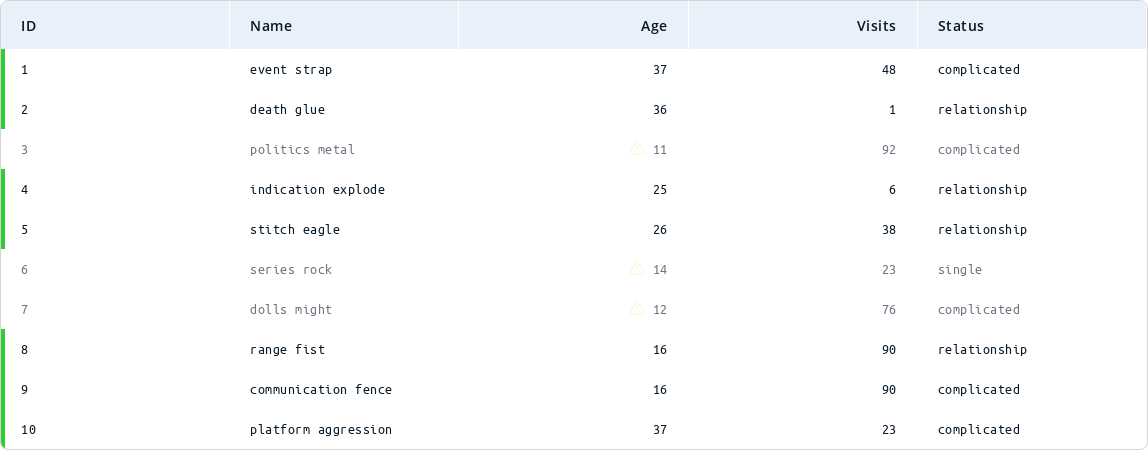 ID Name Age Visits Status
1 event strap 37 48 complicated
2 death glue 36 1 relationship
3 politics metal 11 92 complicated
4 indication explode 25 6 relationship
5 stitch eagle 26 38 relationship
6 series rock 14 23 single
7 dolls might 12 76 complicated
8 range fist 16 90 relationship
9 communication fence 16 90 complicated
10 platform aggression 37 23 complicated